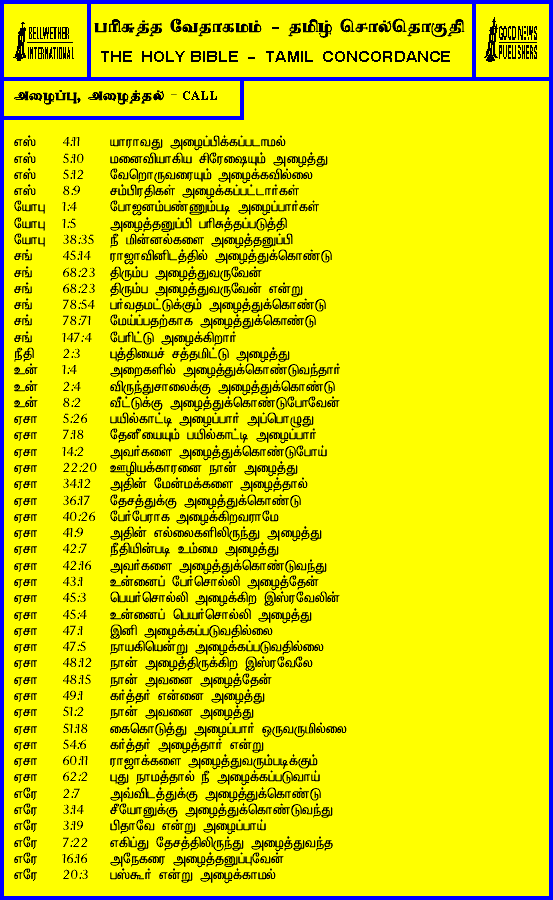 BELLWETHER
INTERNATIONAL
பரிசுத்த வேதாகமம் - தமிழ் சொல்தொகுதி
THE HOLY BIBLE - TAMIL CONCORDANCE
GOOD NEWS
PUBLISHERS
அழைப்பு, அழைத்தல் - CALL
எஸ் 4:11 யாராவது அழைப்பிக்கப்படாமல்
எஸ் 5:10 மனைவியாகிய சிரேஷையும் அழைத்து
எஸ் 5:12 வேறொருவரையும் அழைக்கவில்லை
எஸ் 8:9 சம்பிரதிகள் அழைக்கப்பட்டார்கள்
யோபு 1:4 போஜனம்பண்ணும்படி அழைப்பார்கள்
யோபு 1:5 அழைத்தனுப்பி பரிசுத்தப்படுத்தி
யோபு 38:35 நீ மின்னல்களை அழைத்தனுப்பி
சங் 45:14 ராஜாவினிடத்தில் அழைத்துக்கொண்டு
சங் 68:23 திரும்ப அழைத்துவருவேன்
சங் 68:23 திரும்ப அழைத்துவருவேன் என்று
சங் 78:54 பர்வதமட்டுக்கும் அழைத்துக்கொண்டு
சங் 78:71 மேய்ப்பதற்காக அழைத்துக்கொண்டு
சங் 147:4 பேரிட்டு அழைக்கிறார்
நீதி 2:3 புத்தியைச் சத்தமிட்டு அழைத்து
உன் 1:4 அறைகளில் அழைத்துக்கொண்டுவந்தார்
உன் 2:4 விருந்துசாலைக்கு அழைத்துக்கொண்டு
உன் 8:2 வீட்டுக்கு அழைத்துக்கொண்டுபோவேன்
ஏசா 5:26 பயில்காட்டி அழைப்பார் அப்பொழுது
ஏசா 7:18 தேனீயையும் பயில்காட்டி அழைப்பார்
ஏசா 14:2 அவர்களை அழைத்துக்கொண்டுபோய்
ஏசா 22:20 ஊழியக்காரனை நான் அழைத்து
ஏசா 34:12 அதின் மேன்மக்களை அழைத்தால்
ஏசா 36:17 தேசத்துக்கு அழைத்துக்கொண்டு
ஏசா 40:26 பேர்பேராக அழைக்கிறவராமே
ஏசா 41:9 அதின் எல்லைகளிலிருந்து அழைத்து
ஏசா 42:7 நீதியின்படி உம்மை அழைத்து
ஏசா 42:16 அவர்களை அழைத்துக்கொண்டுவந்து
ஏசா 43:1 உன்னைப் பேர்சொல்லி அழைத்தேன்
ஏசா 45:3 பெயர்சொல்லி அழைக்கிற இஸ்ரவேலின்
ஏசா 45:4 உன்னைப் பெயர்சொல்லி அழைத்து
ஏசா 47:1 இனி அழைக்கப்படுவதில்லை
ஏசா 47:5 நாயகியென்று அழைக்கப்படுவதில்லை
ஏசா 48:12 நான் அழைத்திருக்கிற இஸ்ரவேலே
ஏசா 48:15 நான் அவனை அழைத்தேன்
ஏசா 49:1 கர்த்தர் என்னை அழைத்து
ஏசா 51:2 நான் அவனை அழைத்து
ஏசா 51:18 கைகொடுத்து அழைப்பார் ஒருவருமில்லை
ஏசா 54:6 கர்த்தர் அழைத்தார் என்று
ஏசா 60:11 ராஜாக்களை அழைத்துவரும்படிக்கும்
ஏசா 62:2 புது நாமத்தால் நீ அழைக்கப்படுவாய்
எரே 2:7 அவ்விடத்துக்கு அழைத்துக்கொண்டு
எரே 3:14 சீயோனுக்கு அழைத்துக்கொண்டுவந்து
எரே 3:19 பிதாவே என்று அழைப்பாய்
எரே 7:22 எகிப்து தேசத்திலிருந்து அழைத்துவந்த
எரே 16:16 அநேகரை அழைத்தனுப்புவேன்
எரே 20:3 பஸ்கூர் என்று அழைக்காமல்